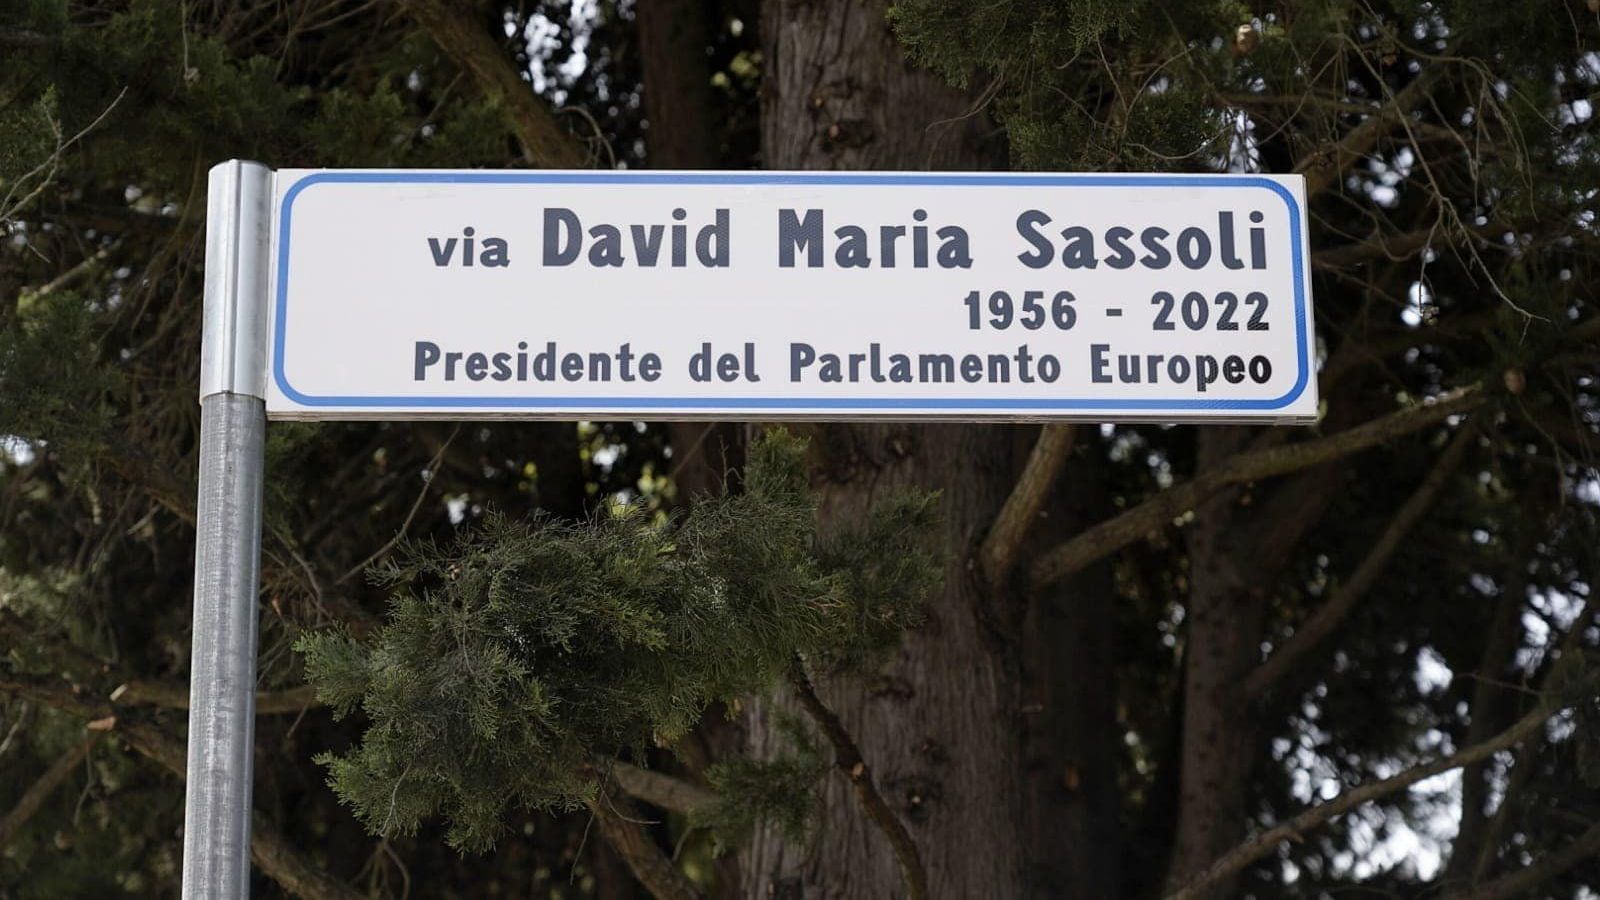 via David Maria Sassoli
1956 - 2022
Presidente del Parlamento Europeo